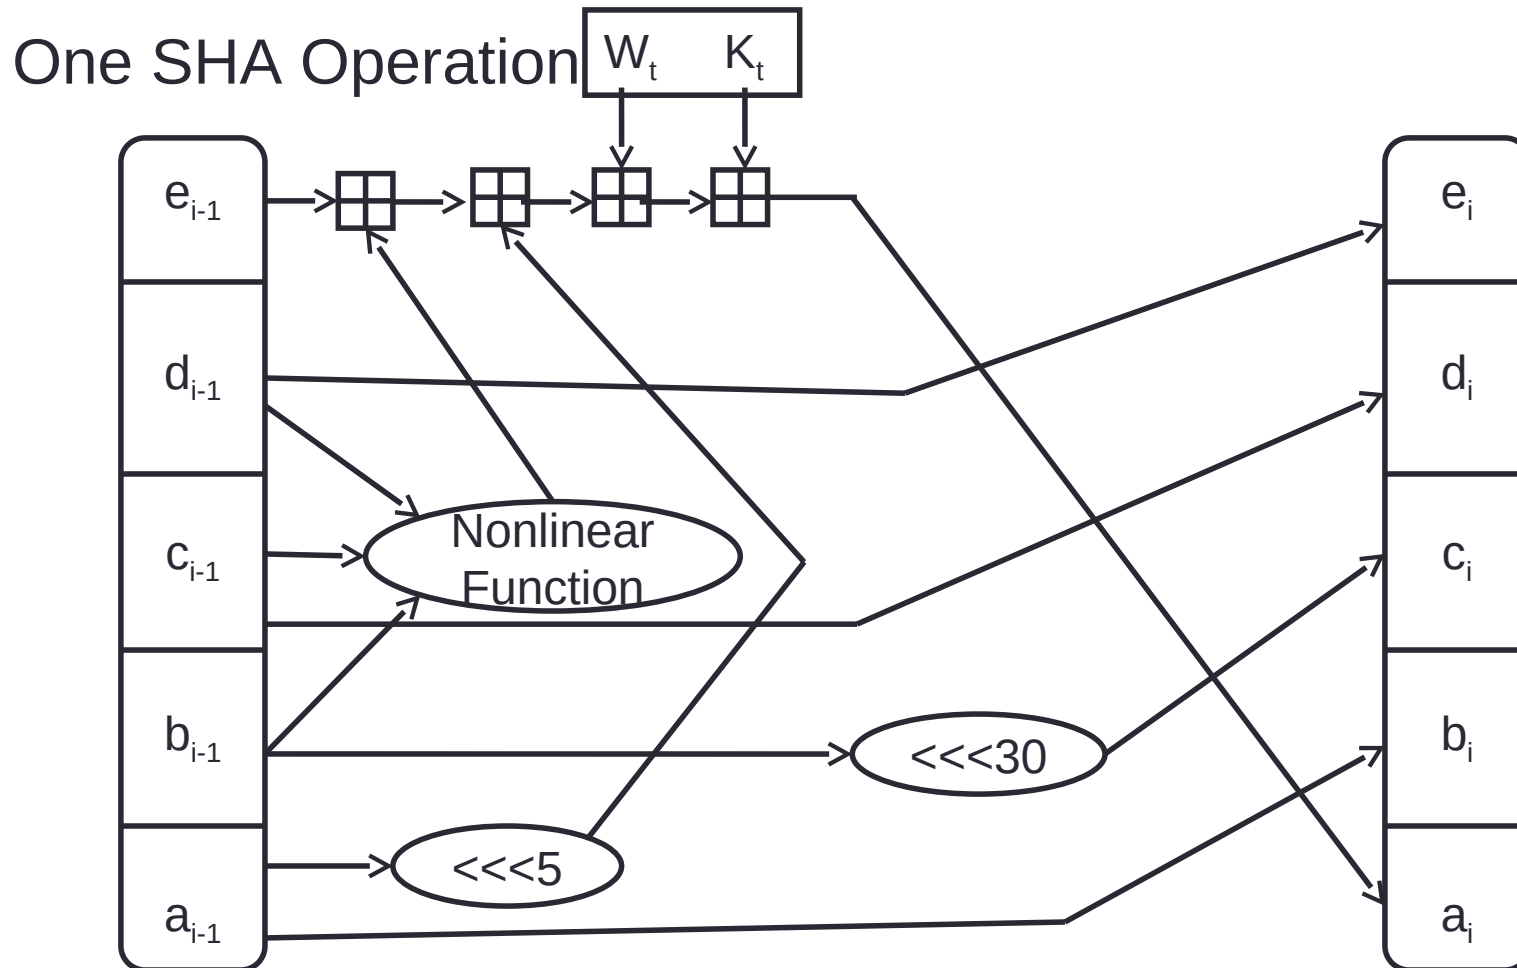 One SHA Operation
Wt Kt
ei-1
di-1
ci-1
bi-1
ai-1
Nonlinear
Function
<<<30
<<<5
ei
di
ci
bi
ai